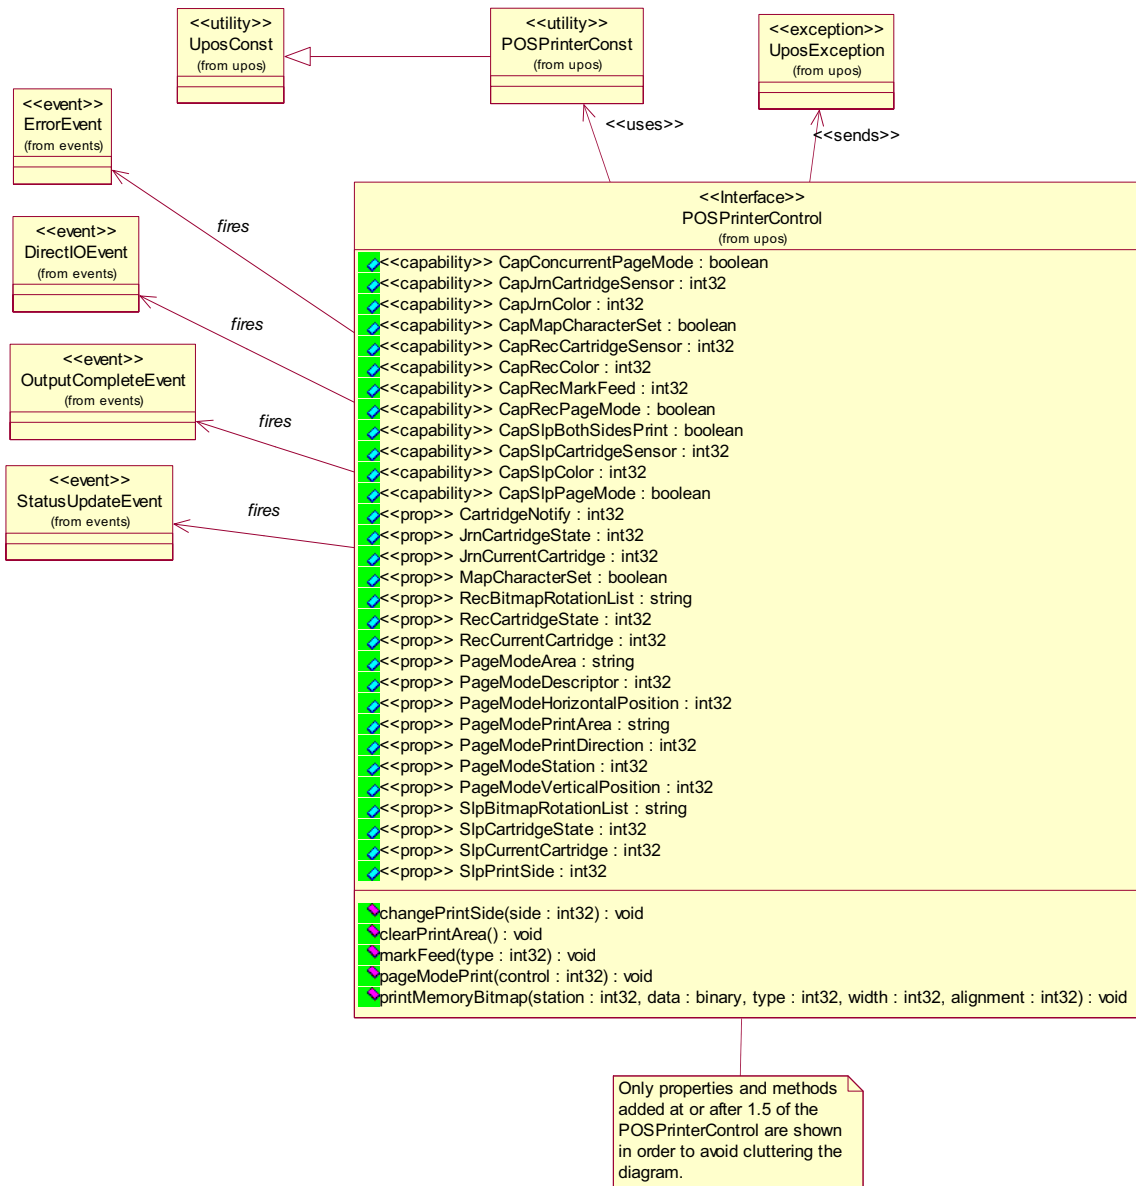 <<utility>>
UposConst
(from upos)
<<utility>>
POSPrinterConst
(from upos)
<<exception>>
UposException
(from upos)
<<uses>>
<<sends>>
<<event>>
ErrorEvent
(from events)
fires
<<event>>
DirectIOEvent
(from events)
fires
<<event>>
OutputCompleteEvent
(from events)
fires
<<event>>
StatusUpdateEvent
(from events)
fires
<<Interface>>
POSPrinterControl
(from upos)
<<capability>> CapConcurrentPageMode : boolean
<<capability>> CapJrnCartridgeSensor : int32
<<capability>> CapJrnColor : int32
<<capability>> CapMapCharacterSet : boolean
<<capability>> CapRecCartridgeSensor : int32
<<capability>> CapRecColor : int32
<<capability>> CapRecMarkFeed : int32
<<capability>> CapRecPageMode : boolean
<<capability>> CapSlpBothSidesPrint : boolean
<<capability>> CapSlpCartridgeSensor : int32
<<capability>> CapSlpColor : int32
<<capability>> CapSlpPageMode : boolean
<<prop>> CartridgeNotify : int32
<<prop>> JrnCartridgeState : int32
<<prop>> JrnCurrentCartridge : int32
<<prop>> MapCharacterSet : boolean
<<prop>> RecBitmapRotationList : string
<<prop>> RecCartridgeState : int32
<<prop>> RecCurrentCartridge : int32
<<prop>> PageModeArea : string
<<prop>> PageModeDescriptor : int32
<<prop>> PageModeHorizontalPosition : int32
<<prop>> PageModePrintArea : string
<<prop>> PageModePrintDirection : int32
<<prop>> PageModeStation : int32
<<prop>> PageModeVerticalPosition : int32
<<prop>> SlpBitmapRotationList : string
<<prop>> SlpCartridgeState : int32
<<prop>> SlpCurrentCartridge : int32
<<prop>> SlpPrintSide : int32
changePrintSide(side : int32) : void
clearPrintArea() : void
markFeed(type : int32) : void
pageModePrint(control : int32) : void
printMemoryBitmap(station : int32, data : binary, type : int32, width : int32, alignment : int32) : void
Only properties and methods
added at or after 1.5 of the
POSPrinterControl are shown
in order to avoid cluttering the
diagram.